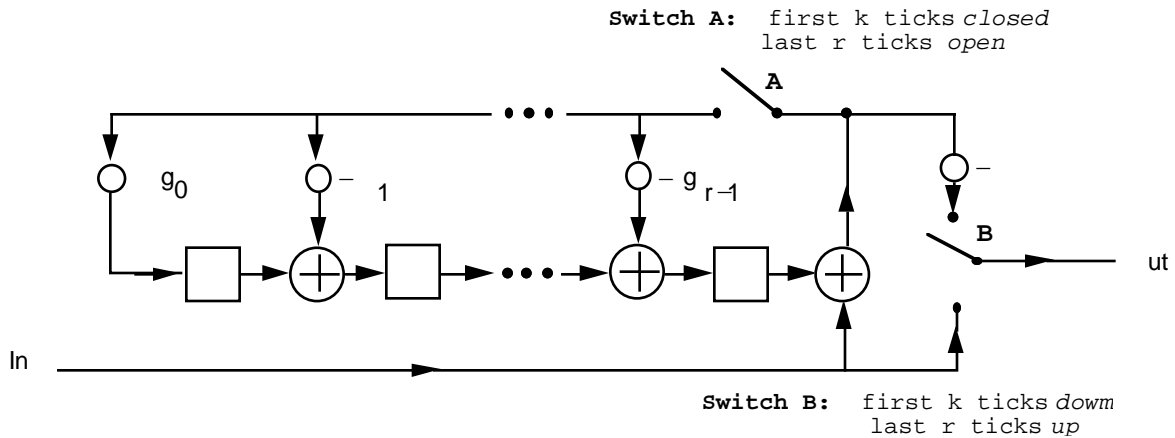 Switch A: first k ticks closed
last r ticks open
A
g0
– 1
– g r–1
–
B
ut
In
Switch B: first k ticks dowm
last r ticks up